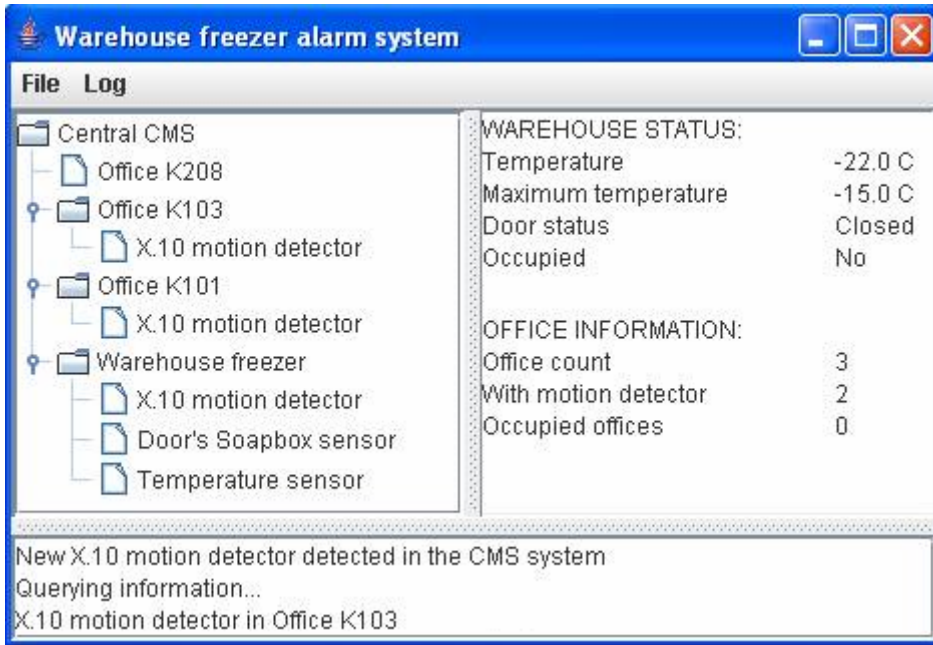 Warehouse freezer alarm system
File Log
Central CMS
Office K208
Office K103
X.10 motion detector
Office K101
X.10 motion detector
Warehouse freezer
X.10 motion detector
Door's Soapbox sensor
Temperature sensor
WAREHOUSE STATUS:
Temperature -22.0 C
Maximum temperature -15.0 C
Door status Closed
Occupied No
OFFICE INFORMATION:
Office count 3
With motion detector 2
Occupied offices 0
New X.10 motion detector detected in the CMS system
Querying information...
X.10 motion detector in Office K103